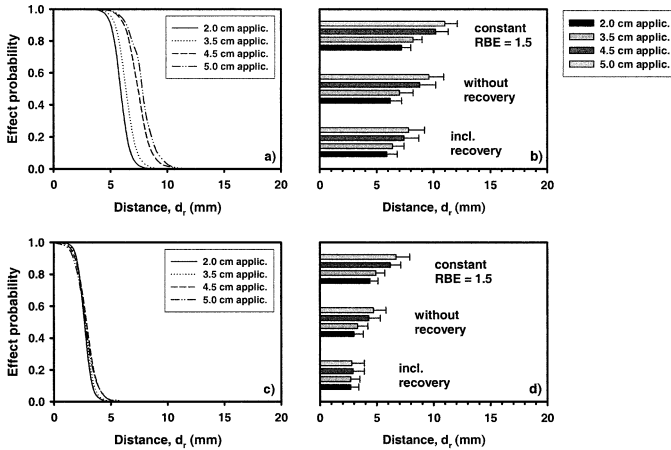 1.0
0.8
0.6
0.4
0.2
0.0
Effect probability
2.0 cm applic.
3.5 cm applic.
4.5 cm applic.
5.0 cm applic.
a)
0
5
10
15
20
Distance, dr (mm)
constant
RBE = 1.5
without
recovery
incl.
recovery
b)
0
5
10
15
20
Distance, dr (mm)
2.0 cm applic.
3.5 cm applic.
4.5 cm applic.
5.0 cm applic.
1.0
0.8
0.6
0.4
0.2
0.0
Effect probability
2.0 cm applic.
3.5 cm applic.
4.5 cm applic.
5.0 cm applic.
c)
0
5
10
15
20
Distance, dr (mm)
constant
RBE = 1.5
without
recovery
incl.
recovery
d)
0
5
10
15
20
Distance, dr (mm)